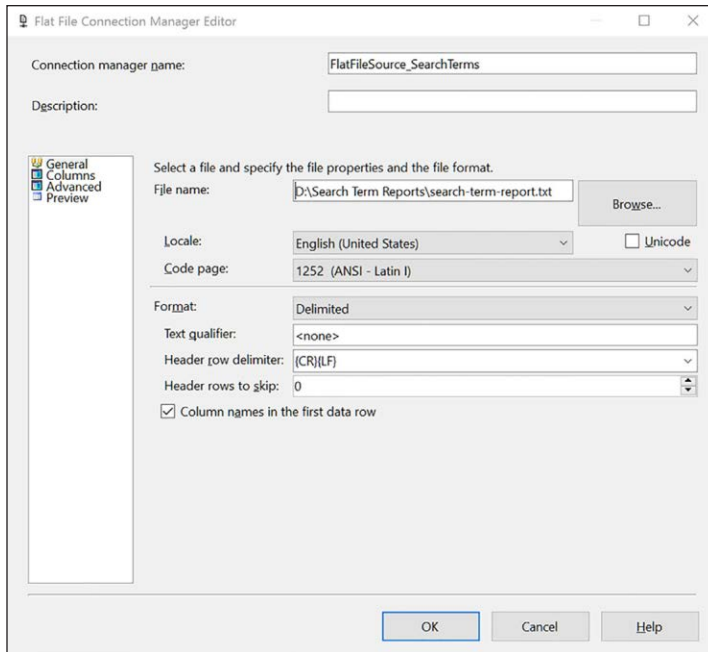 Flat File Connection Manager Editor
Connection manager name: FlatFileSource_SearchTerms
Description:
General
Columns
Advanced
Preview
Select a file and specify the file properties and the file format.
File name: D:\Search Term Reports\search-term-report.txt Browse...
Locale: English (United States) Unicode
Code page: 1252 (ANSI - Latin I)
Format: Delimited
Text qualifier: <none>
Header row delimiter: {CR}{LF}
Header rows to skip: 0
Column names in the first data row
OK Cancel Help